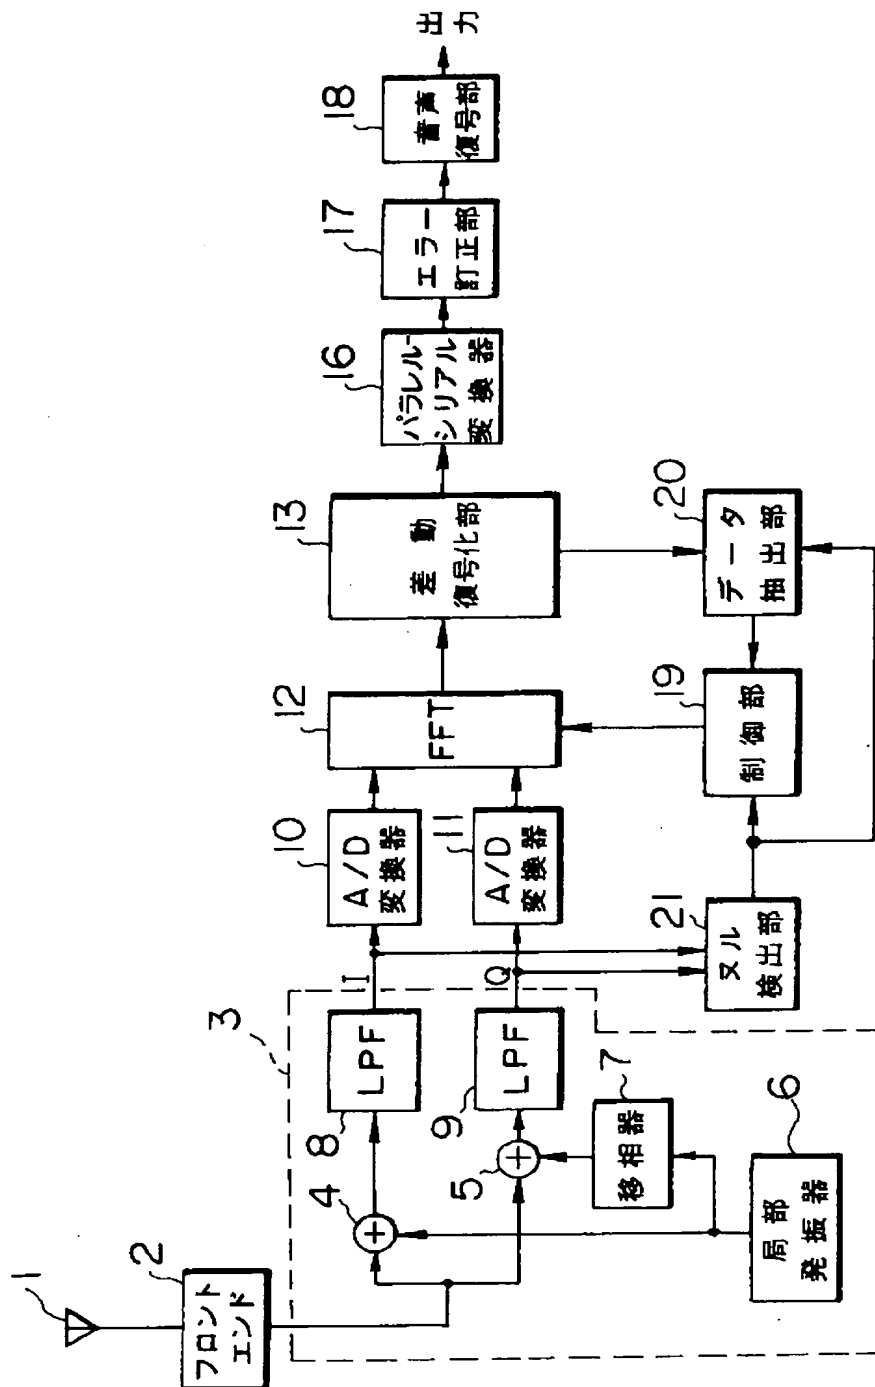 1
2
フロント
エンド
3
4
5
局部
発振器
6
移相器
7
LPF
8
LPF
9
I
Q
A/D
変換器
10
A/D
変換器
11
FFT
12
差動
復号化部
13
パラレル-
シリアル
変換器
16
エラー
訂正部
17
音声
復号部
18
出力
制御部
19
データ
抽出部
20
ヌル
検出部
21